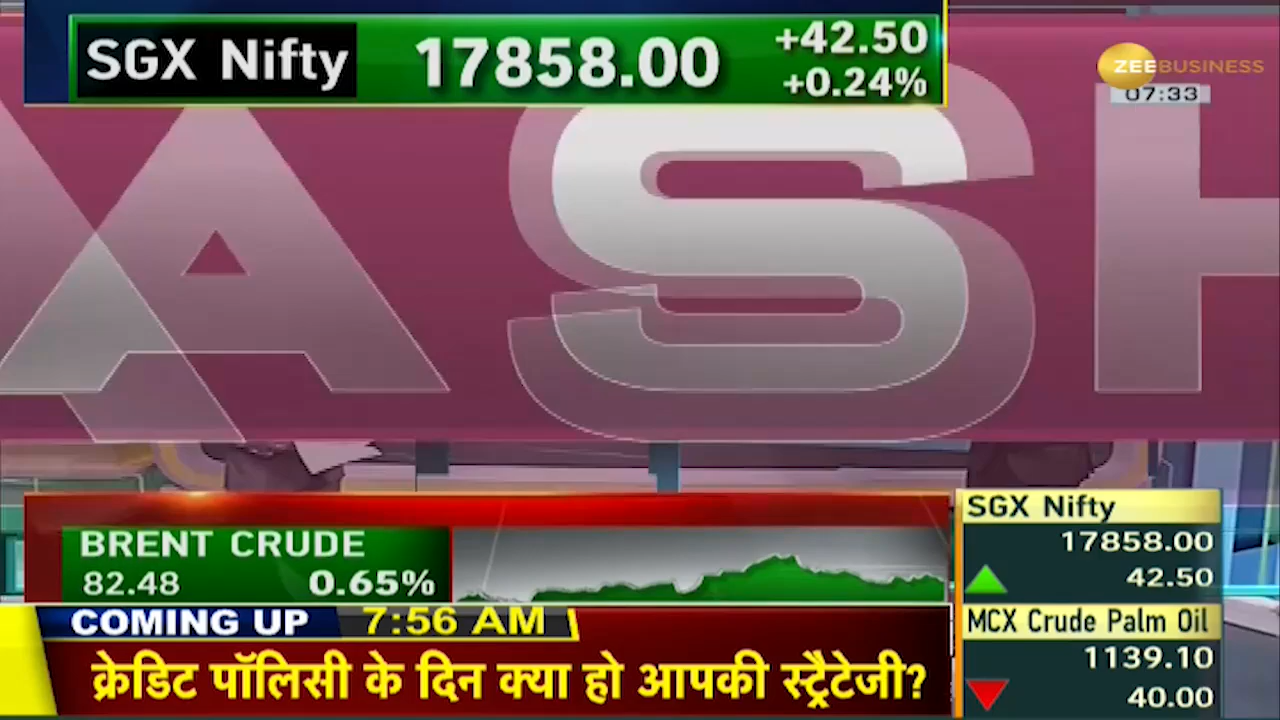 SGX Nifty 17858.00 +42.50
+0.24%
ZEEBUSINESS
07:33
ASH
BRENT CRUDE
82.48 0.65%
SGX Nifty
17858.00
42.50
MCX Crude Palm Oil
1139.10
40.00
COMING UP 7:56 AM
क्रेडिट पॉलिसी के दिन क्या हो आपकी स्ट्रैटेजी?